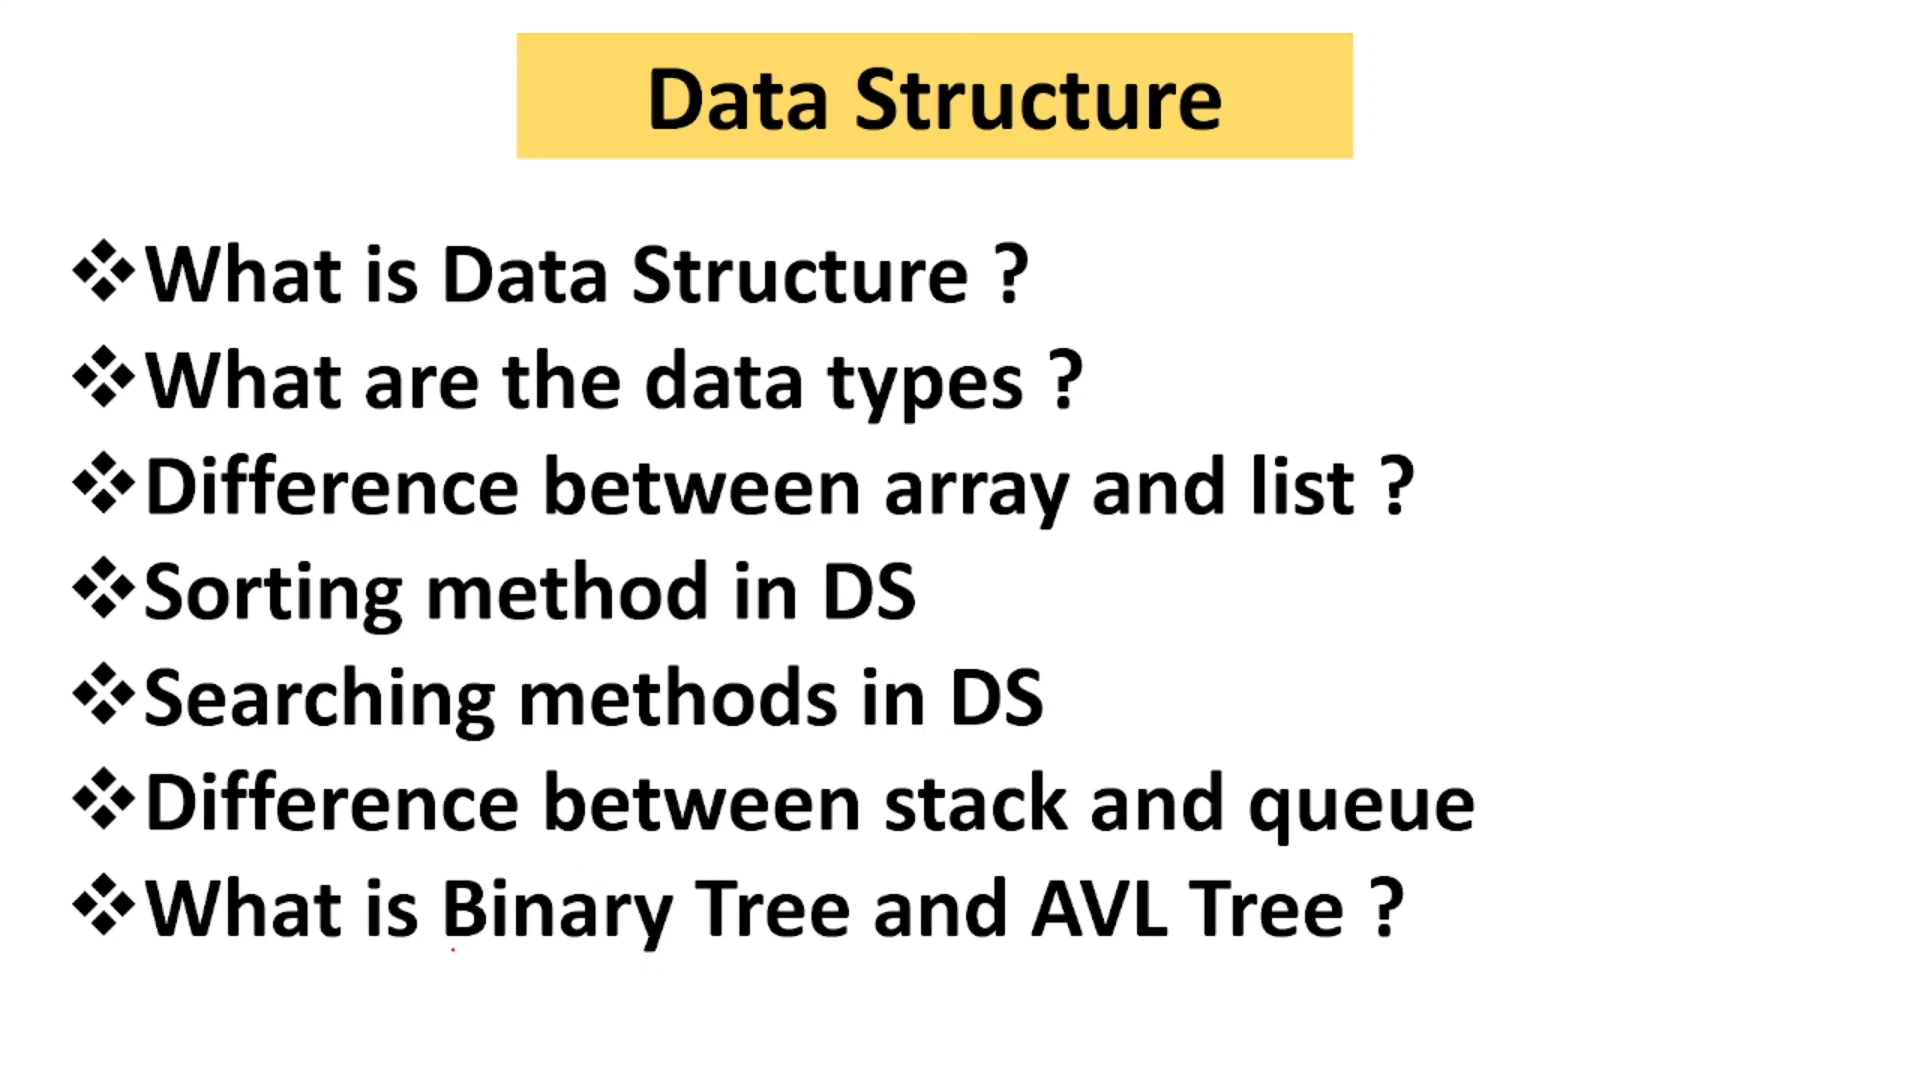 Data Structure
❖What is Data Structure ?
❖What are the data types ?
❖Difference between array and list ?
❖Sorting method in DS
❖Searching methods in DS
❖Difference between stack and queue
❖What is Binary Tree and AVL Tree ?